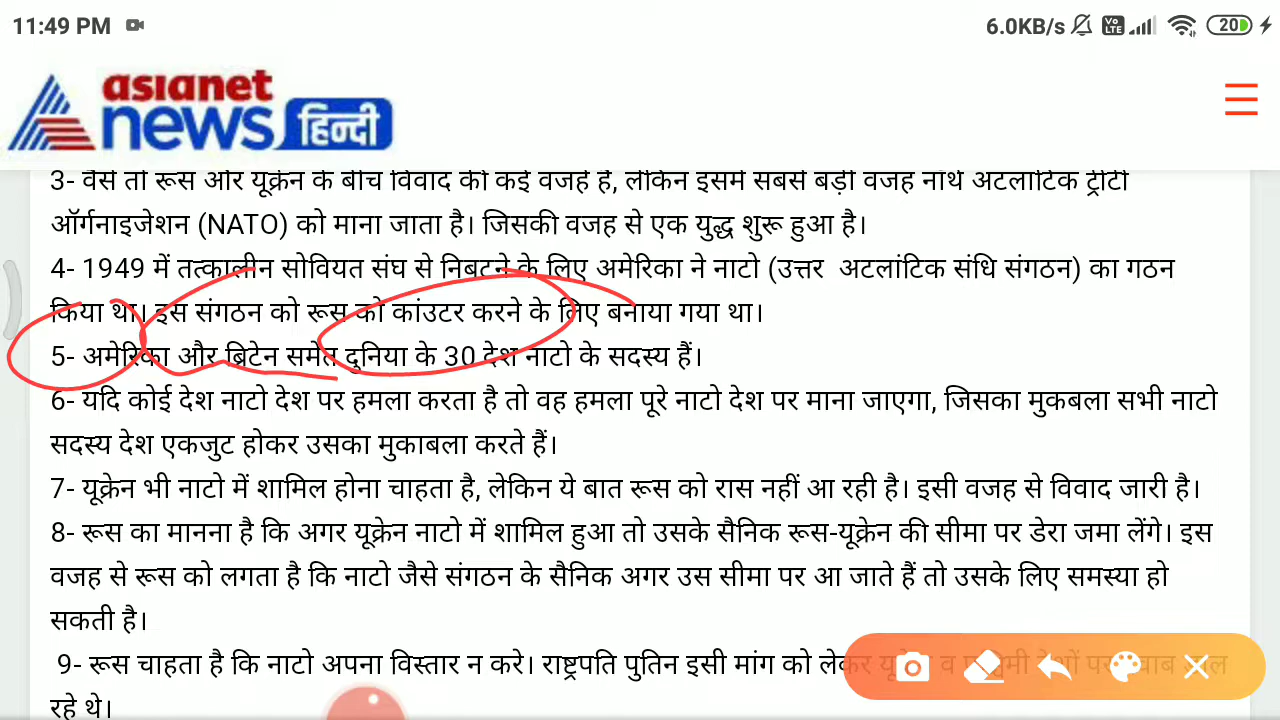 11:49 PM 6.0KB/s Vo LTE 20
asianet
news हिन्दी
3- वैसे तो रूस और यूक्रेन के बीच विवाद की कई वजहें हैं, लेकिन इसमें सबसे बड़ी वजह नॉर्थ अटलांटिक ट्रीटी
ऑर्गनाइजेशन (NATO) को माना जाता है। जिसकी वजह से एक युद्ध शुरू हुआ है।
4- 1949 में तत्कालीन सोवियत संघ से निबटने के लिए अमेरिका ने नाटो (उत्तर अटलांटिक संधि संगठन) का गठन
किया था। इस संगठन को रूस को कांउटर करने के लिए बनाया गया था।
5- अमेरिका और ब्रिटेन समेत दुनिया के 30 देश नाटो के सदस्य हैं।
6- यदि कोई देश नाटो देश पर हमला करता है तो वह हमला पूरे नाटो देश पर माना जाएगा, जिसका मुकबला सभी नाटो
सदस्य देश एकजुट होकर उसका मुकाबला करते हैं।
7- यूक्रेन भी नाटो में शामिल होना चाहता है, लेकिन ये बात रूस को रास नहीं आ रही है। इसी वजह से विवाद जारी है।
8- रूस का मानना है कि अगर यूक्रेन नाटो में शामिल हुआ तो उसके सैनिक रूस-यूक्रेन की सीमा पर डेरा जमा लेंगे। इस
वजह से रूस को लगता है कि नाटो जैसे संगठन के सैनिक अगर उस सीमा पर आ जाते हैं तो उसके लिए समस्या हो
सकती है।
9- रूस चाहता है कि नाटो अपना विस्तार न करे। राष्ट्रपति पुतिन इसी मांग को लेकर यूक्रेन व पश्चिमी देशों पर दबाव डाल
रहे थे।